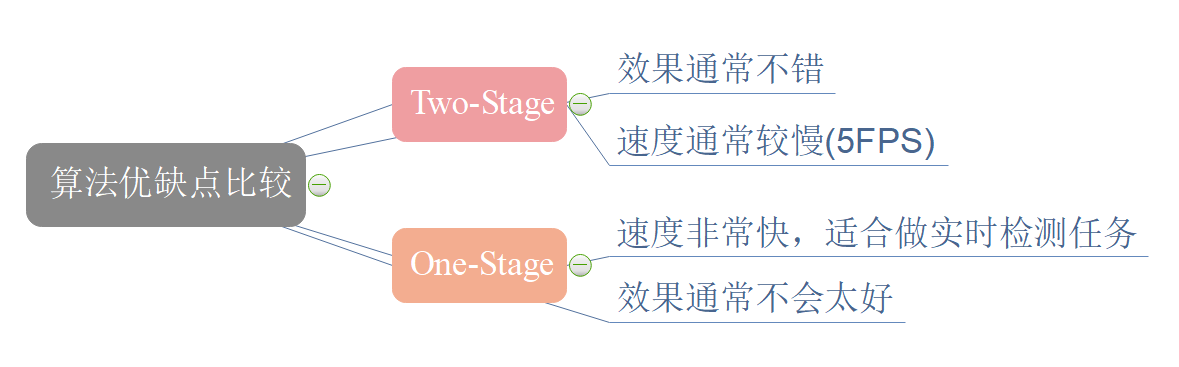 算法优缺点比较
Two-Stage
效果通常不错
速度通常较慢(5FPS)
One-Stage
速度非常快，适合做实时检测任务
效果通常不会太好